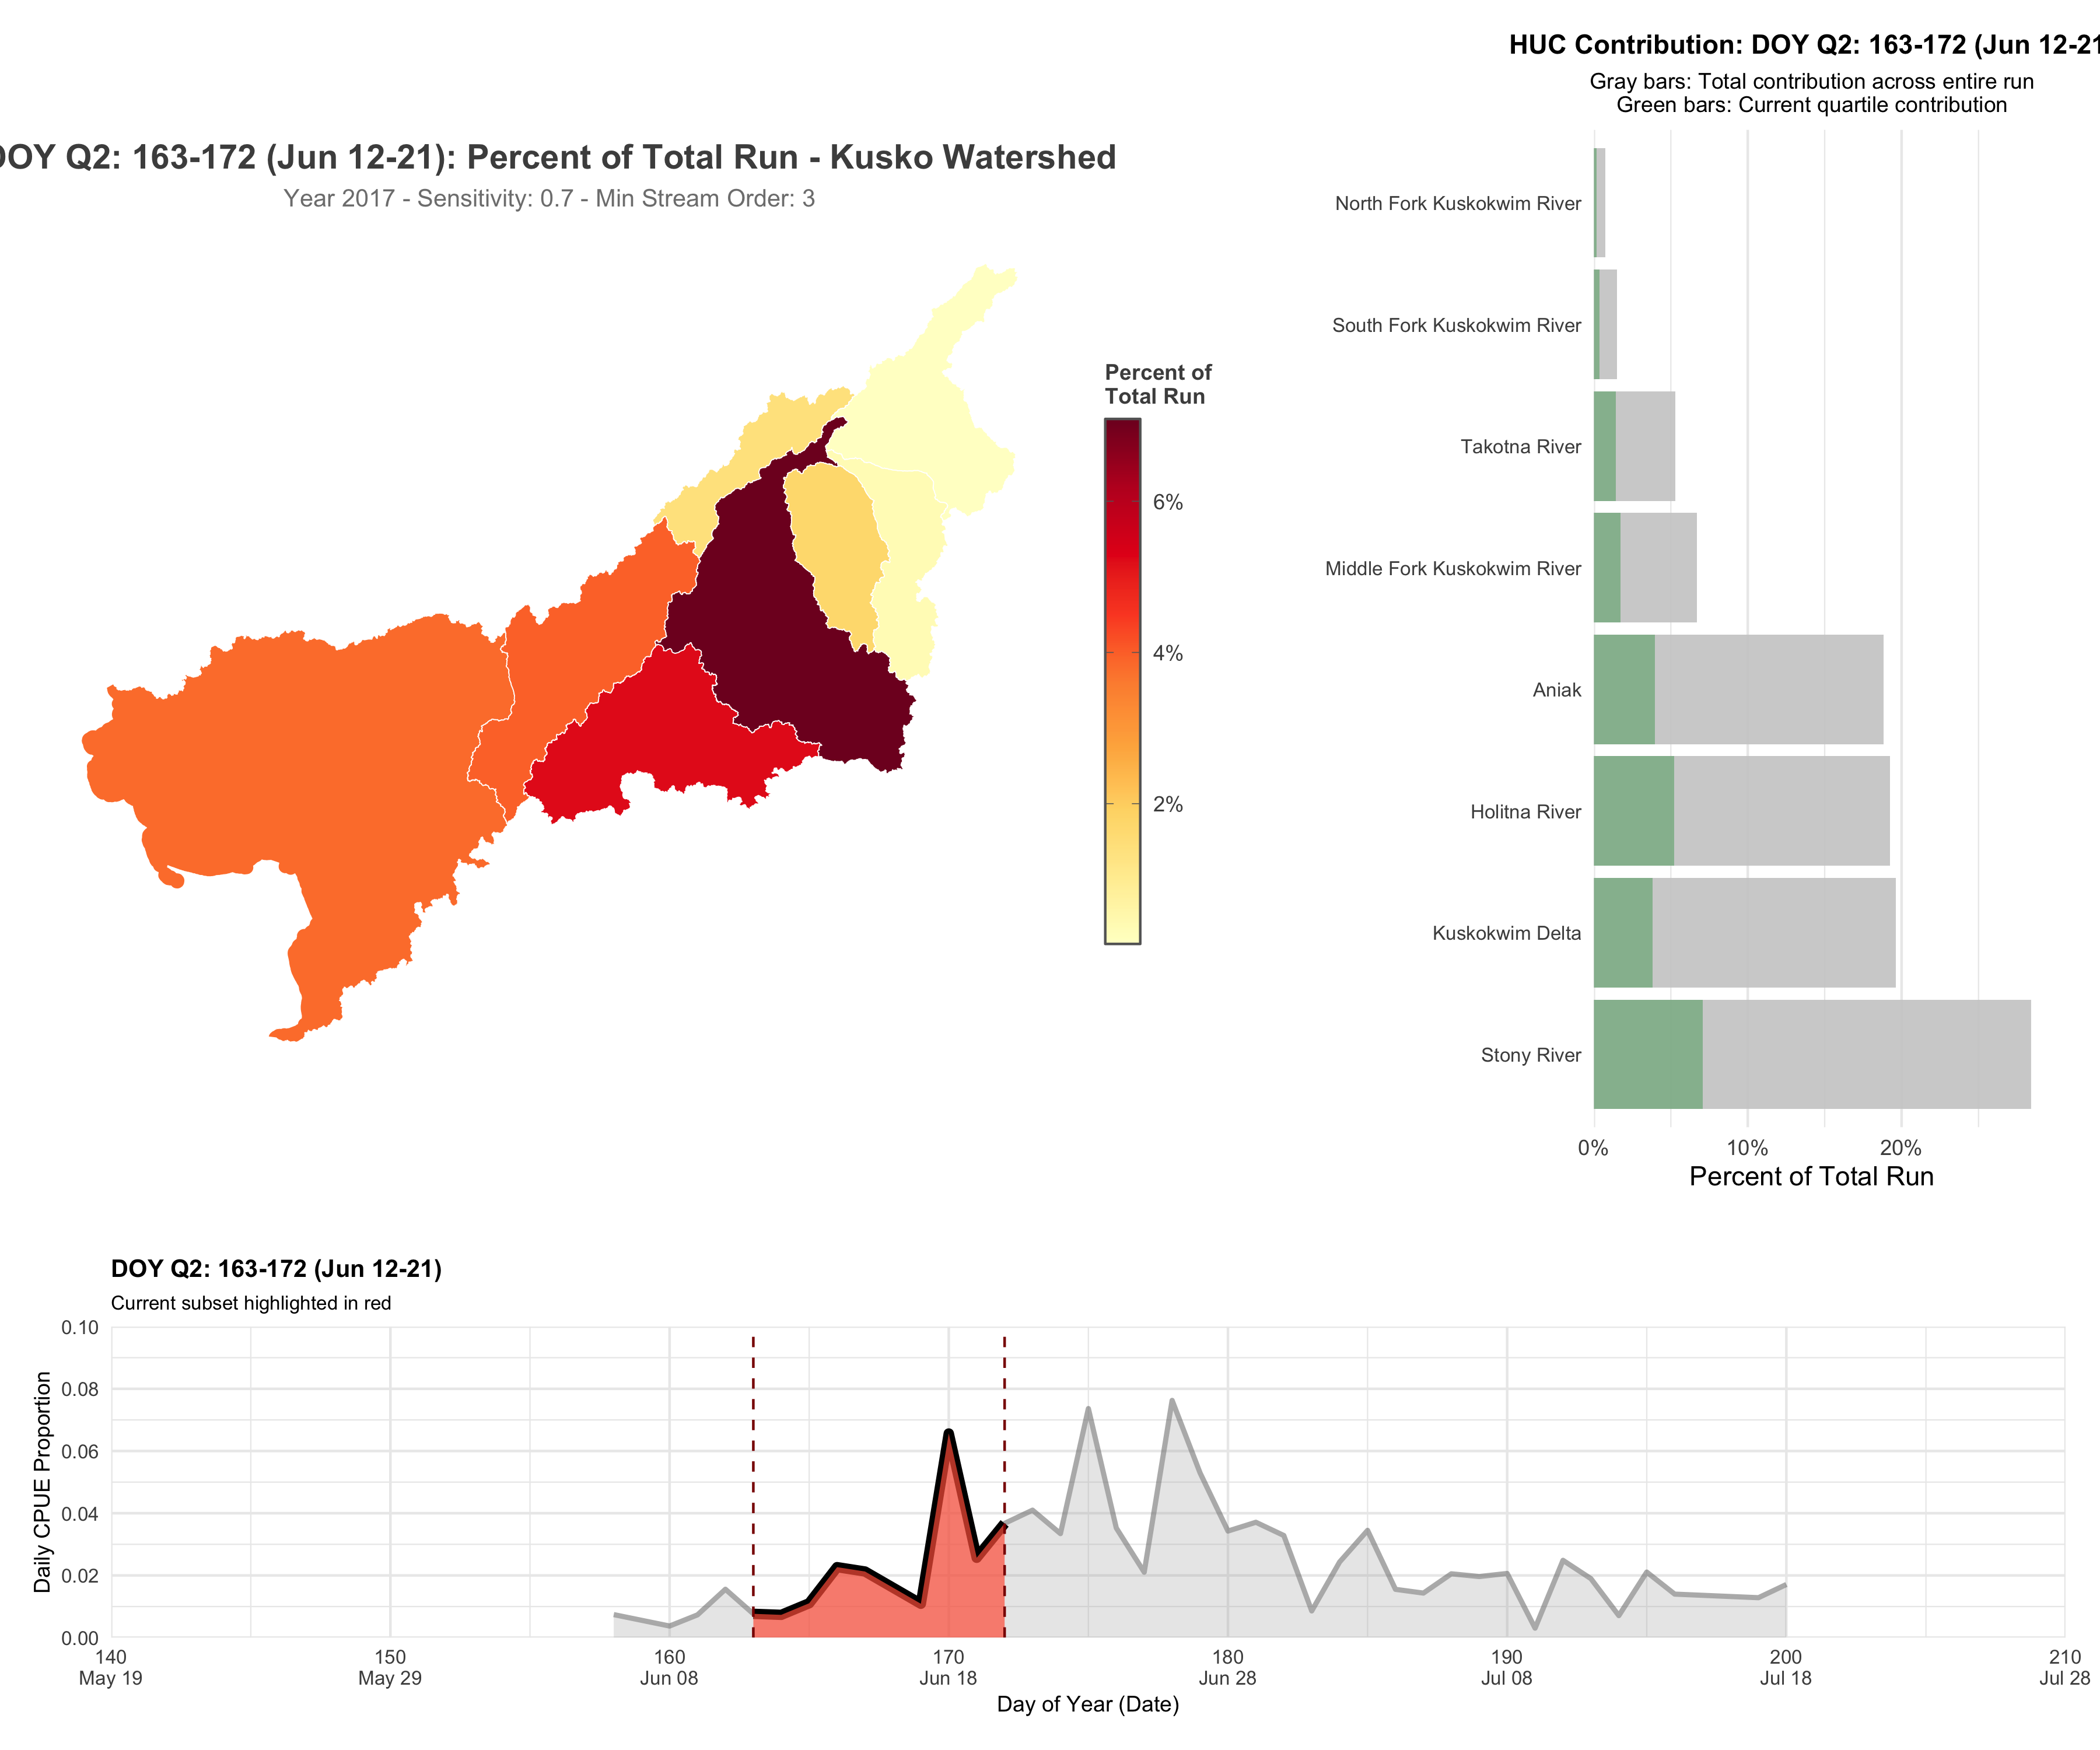 HUC Contribution: DOY Q2: 163-172 (Jun 12-21
Gray bars: Total contribution across entire run
Green bars: Current quartile contribution
DOY Q2: 163-172 (Jun 12-21): Percent of Total Run - Kusko Watershed
Year 2017 - Sensitivity: 0.7 - Min Stream Order: 3
Percent of
Total Run
6%
4%
2%
North Fork Kuskokwim River
South Fork Kuskokwim River
Takotna River
Middle Fork Kuskokwim River
Aniak
Holitna River
Kuskokwim Delta
Stony River
0% 10% 20%
Percent of Total Run
DOY Q2: 163-172 (Jun 12-21)
Current subset highlighted in red
Daily CPUE Proportion
0.10
0.08
0.06
0.04
0.02
0.00
140 150 160 170 180 190 200 210
May 19 May 29 Jun 08 Jun 18 Jun 28 Jul 08 Jul 18 Jul 28
Day of Year (Date)